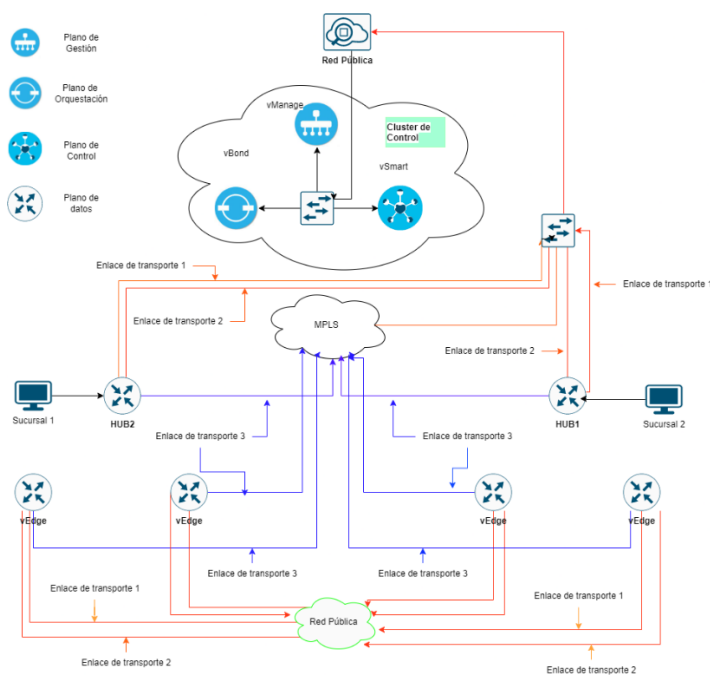 Plano de
Gestión
Plano de
Orquestación
Plano de
Control
Plano de
datos
Red Pública
vManage
Cluster de
Control
vBond
vSmart
Enlace de transporte 1
Enlace de transporte 1
Enlace de transporte 2
MPLS
Enlace de transporte 2
Sucursal 1
HUB2
HUB1
Sucursal 2
Enlace de transporte 3
Enlace de transporte 3
vEdge
vEdge
vEdge
vEdge
Enlace de transporte 3
Enlace de transporte 3
Enlace de transporte 1
Enlace de transporte 1
Red Pública
Enlace de transporte 2
Enlace de transporte 2